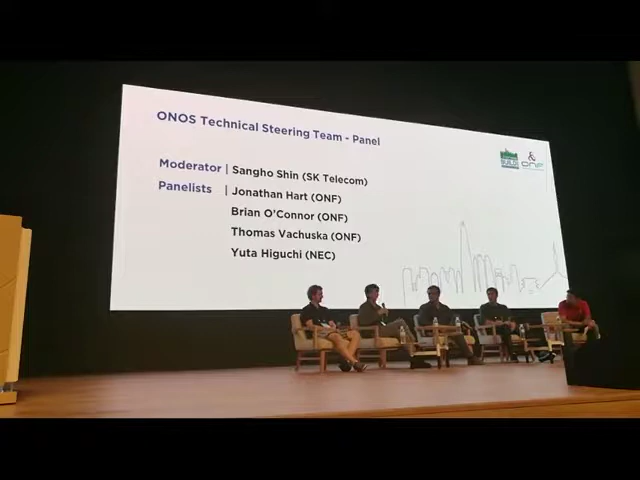 ONOS Technical Steering Team - Panel
Moderator | Sangho Shin (SK Telecom)
Panelists | Jonathan Hart (ONF)
Brian O'Connor (ONF)
Thomas Vachuska (ONF)
Yuta Higuchi (NEC)